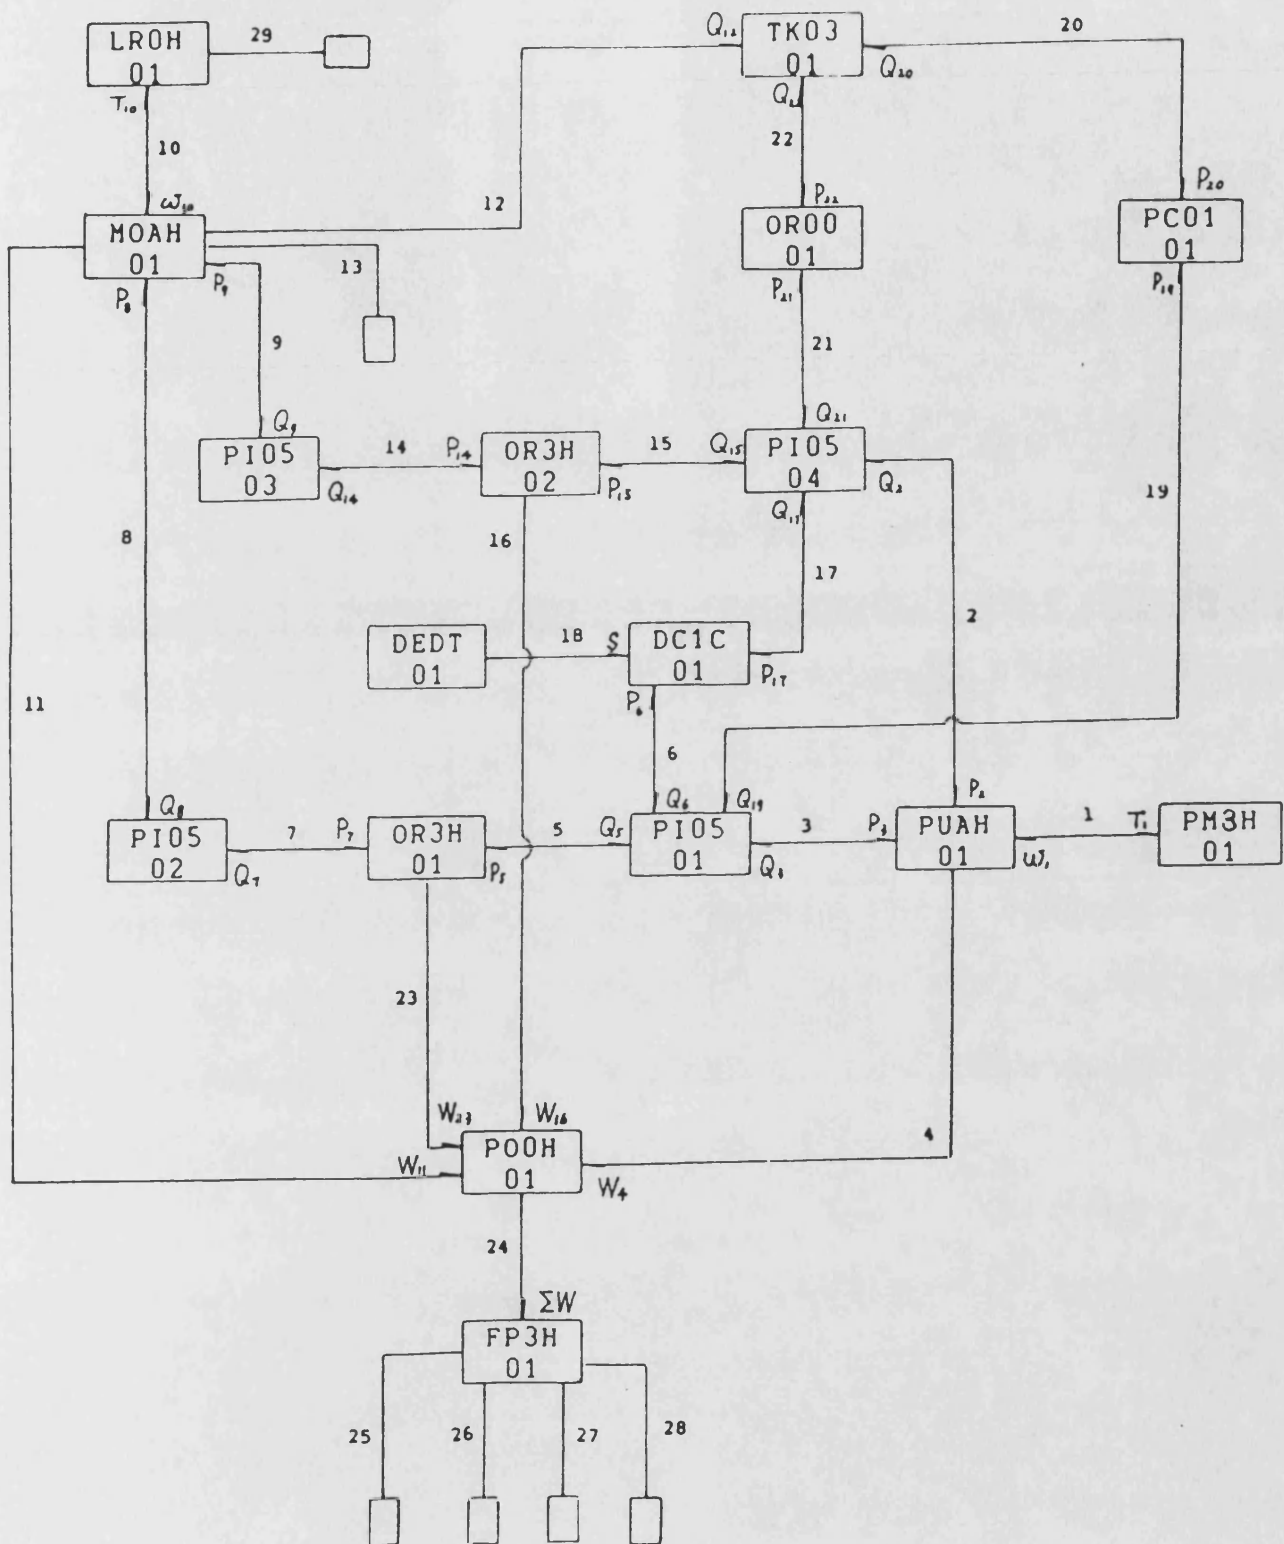 LR0H
01
29
T₁₀
10
ω₁₀
Q₁₂
TK03
01
Q₂₀
20
22
12
P₂₂
OR00
01
P₂₁
P₂₀
PC01
01
P₁₉
M0AH
01
P₈
P₉
13
9
21
Q₉
PI05
03
Q₁₄
14
P₁₄
OR3H
02
P₁₅
15
Q₁₅
Q₂₁
PI05
04
Q₂
Q₁₇
19
8
16
17
2
DEDT
01
18
S
DC1C
01
P₁₇
P₆
11
6
Q₈
PI05
02
Q₇
7
P₇
OR3H
01
P₅
5
Q₅
Q₆
Q₁₉
PI05
01
Q₃
3
P₃
P₂
PUAH
01
ω₁
1
T₁
PM3H
01
23
W₂₃
W₁₆
4
W₁₁
P00H
01
W₄
24
ΣW
FP3H
01
25
26
27
28